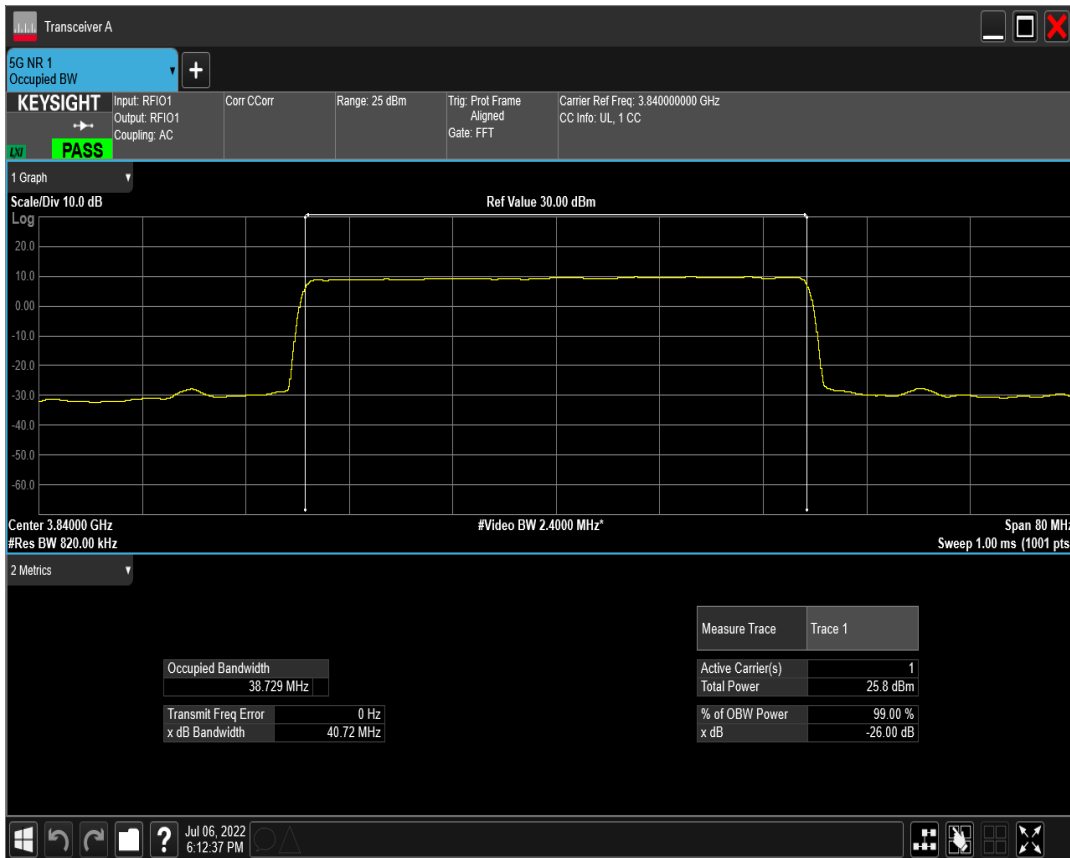 Transceiver A
5G NR 1
Occupied BW
+
KEYSIGHT
LXI
PASS
Input: RFIO1
Output: RFIO1
Coupling: AC
Corr CCorr
Range: 25 dBm
Trig: Prot Frame
Aligned
Gate: FFT
Carrier Ref Freq: 3.840000000 GHz
CC Info: UL, 1 CC
1 Graph
Scale/Div 10.0 dB
Ref Value 30.00 dBm
Log
20.0
10.0
0.00
-10.0
-20.0
-30.0
-40.0
-50.0
-60.0
Center 3.84000 GHz
#Video BW 2.4000 MHz*
Span 80 MHz
#Res BW 820.00 kHz
Sweep 1.00 ms (1001 pts
2 Metrics
Measure Trace Trace 1
Occupied Bandwidth
38.729 MHz
Active Carrier(s) 1
Total Power 25.8 dBm
Transmit Freq Error 0 Hz
x dB Bandwidth 40.72 MHz
% of OBW Power 99.00 %
x dB -26.00 dB
?
Jul 06, 2022
6:12:37 PM